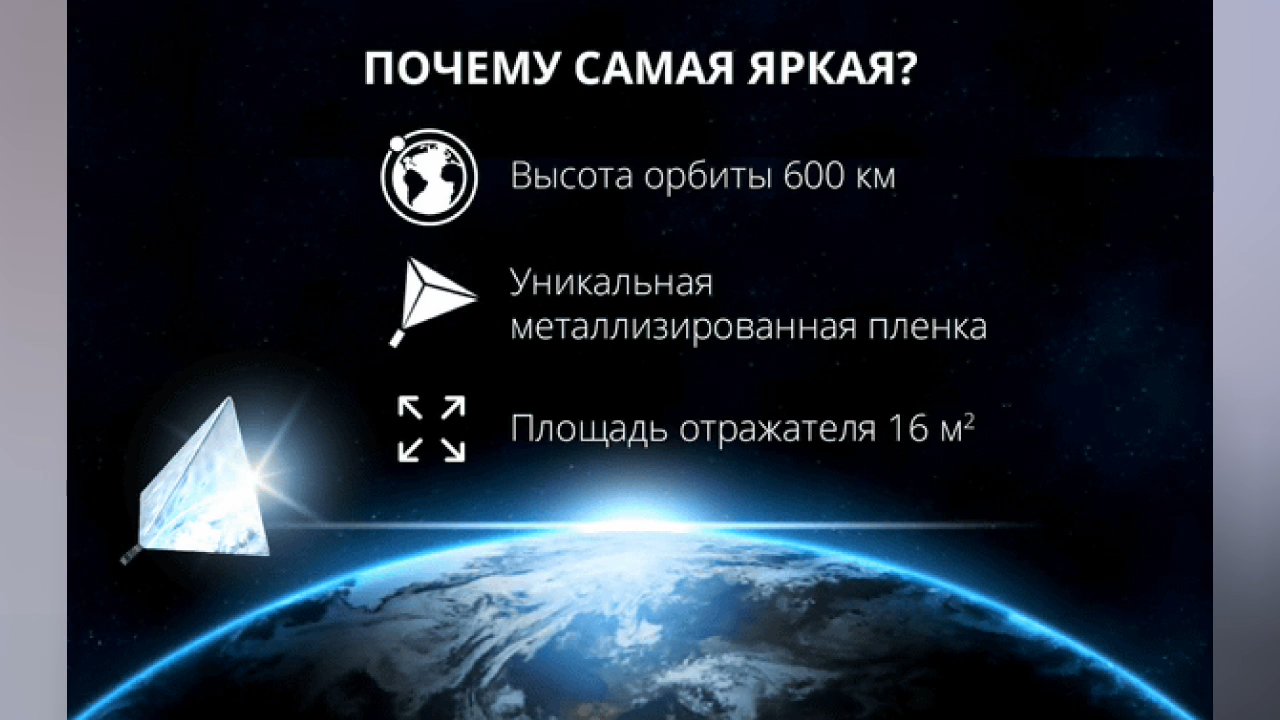 ПОЧЕМУ САМАЯ ЯРКАЯ?
Высота орбиты 600 км
Уникальная
металлизированная пленка
Площадь отражателя 16 м²